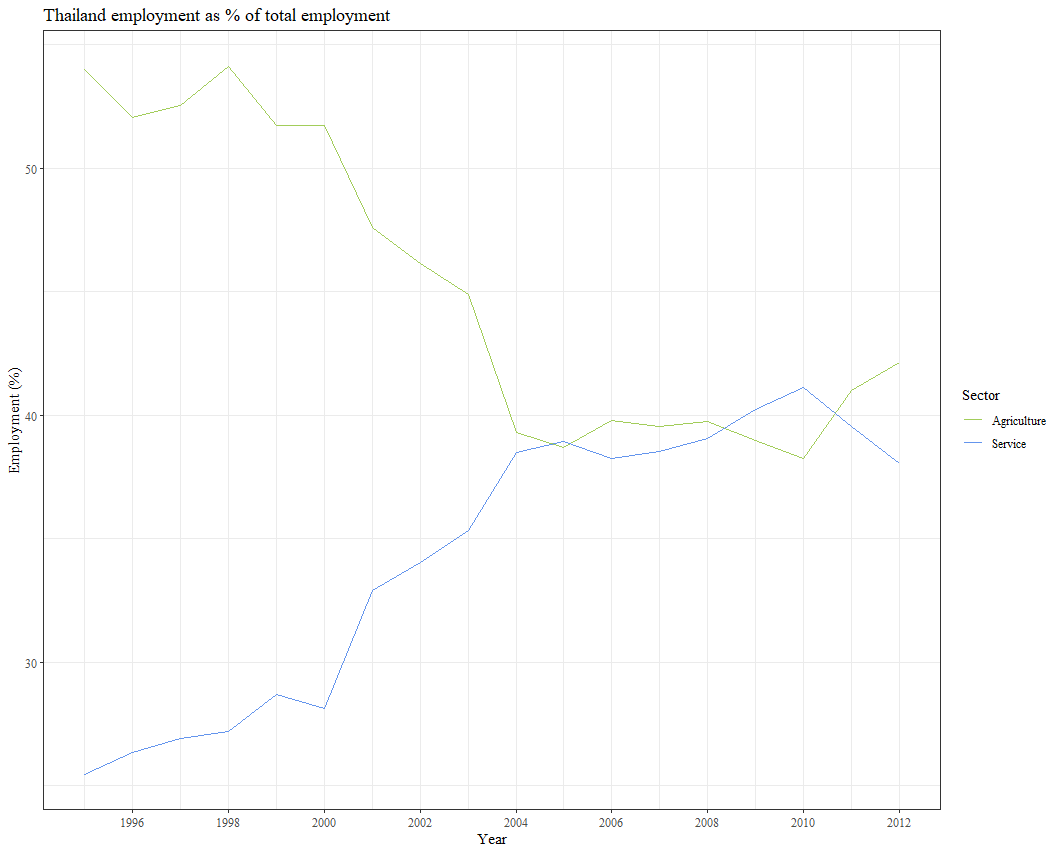 Thailand employment as % of total employment
50
40
30
Employment (%)
1996 1998 2000 2002 2004 2006 2008 2010 2012
Year
Sector
Agriculture
Service